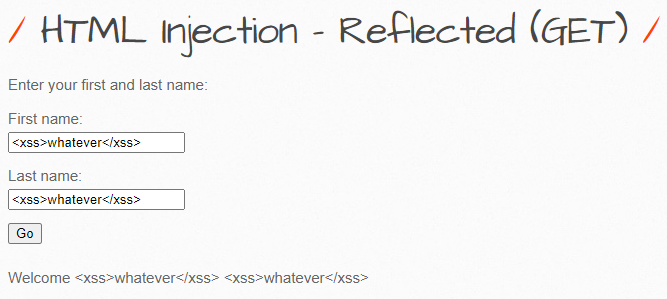 / HTML Injection - Reflected (GET) /
Enter your first and last name:
First name:
<xss>whatever</xss>
Last name:
<xss>whatever</xss>
Go
Welcome <xss>whatever</xss> <xss>whatever</xss>